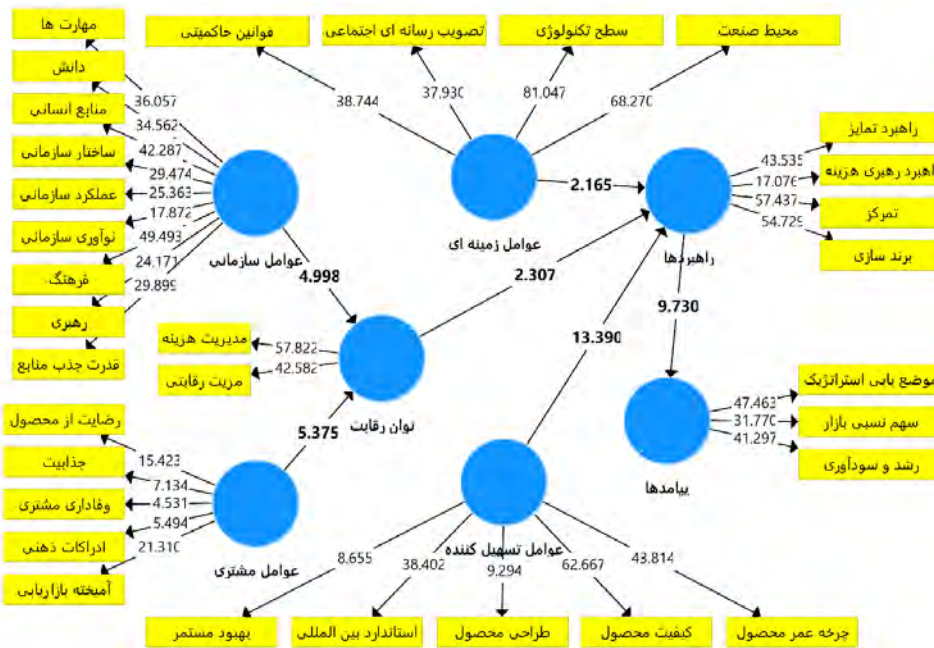 مهارت ها
دانش
منابع انسانی
ساختار سازمانی
عملکرد سازمانی
نوآوری سازمانی
فرهنگ
رهبری
قدرت جذب منابع
36.057
34.562
42.287
29.474
25.363
17.872
49.493
24.171
29.899
عوامل سازمانی
قوانین حاکمیتی
تصویب رسانه ای اجتماعی
سطح تکنولوژی
محیط صنعت
38.744
37.930
81.047
68.270
عوامل زمینه ای
2.165
راهبرد تمایز
اهبرد رهبری هزینه
تمرکز
برند سازی
43.535
17.076
57.437
54.729
راهبردها
4.998
2.307
13.390
9.730
مدیریت هزینه
مریت رقابتی
57.822
42.582
توان رقابت
5.375
موضع یابی استراتژیک
سهم نسبی بازار
رشد و سودآوری
47.463
31.770
41.297
پیامدها
رضایت از محصول
جذابیت
وفاداری مشتری
ادراکات ذهنی
آمیخته بازاریابی
15.423
7.134
4.531
5.494
21.310
عوامل مشتری
عوامل تسهیل کننده
8.655
38.402
9.294
62.667
43.814
بهبود مستمر
استاندارد بین المللی
طراحی محصول
کیفیت محصول
چرخه عمر محصول